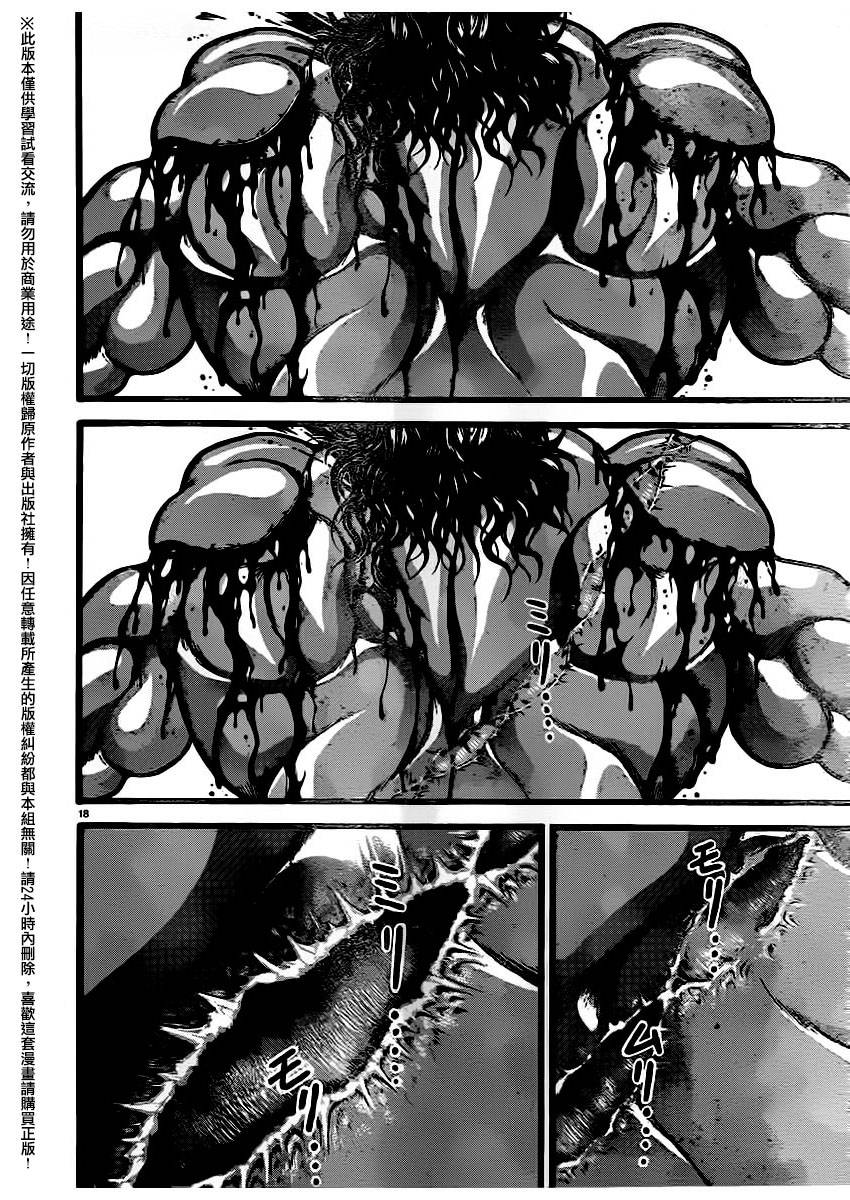 ※此版本僅供學習試看交流，請勿用於商業用途！一切版權歸原作者與出版社擁有！因任意轉載所產生的版權糾紛都與本組無關！請24小時內刪除，喜歡這套漫畫請購買正版！
ミリ…
18
モリ…
ムリ…
ミリ…
モリ…